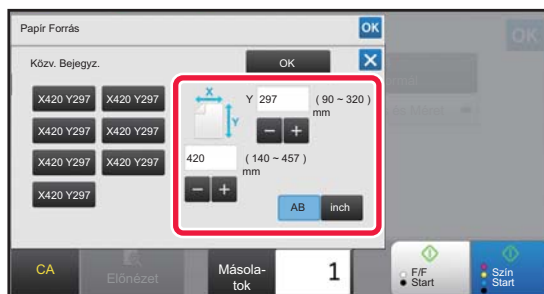 Papír Forrás
OK
OK
Közv. Bejegyz.
OK
X420 Y297
X420 Y297
X420 Y297
X420 Y297
X420 Y297
X420 Y297
X420 Y297
X
Y
Y
297
( 90 ~ 320 )
mm
420
( 140 ~ 457 )
mm
AB
inch
CA
Előnézet
Másola-
tok
1
F/F
Start
Szín
Start